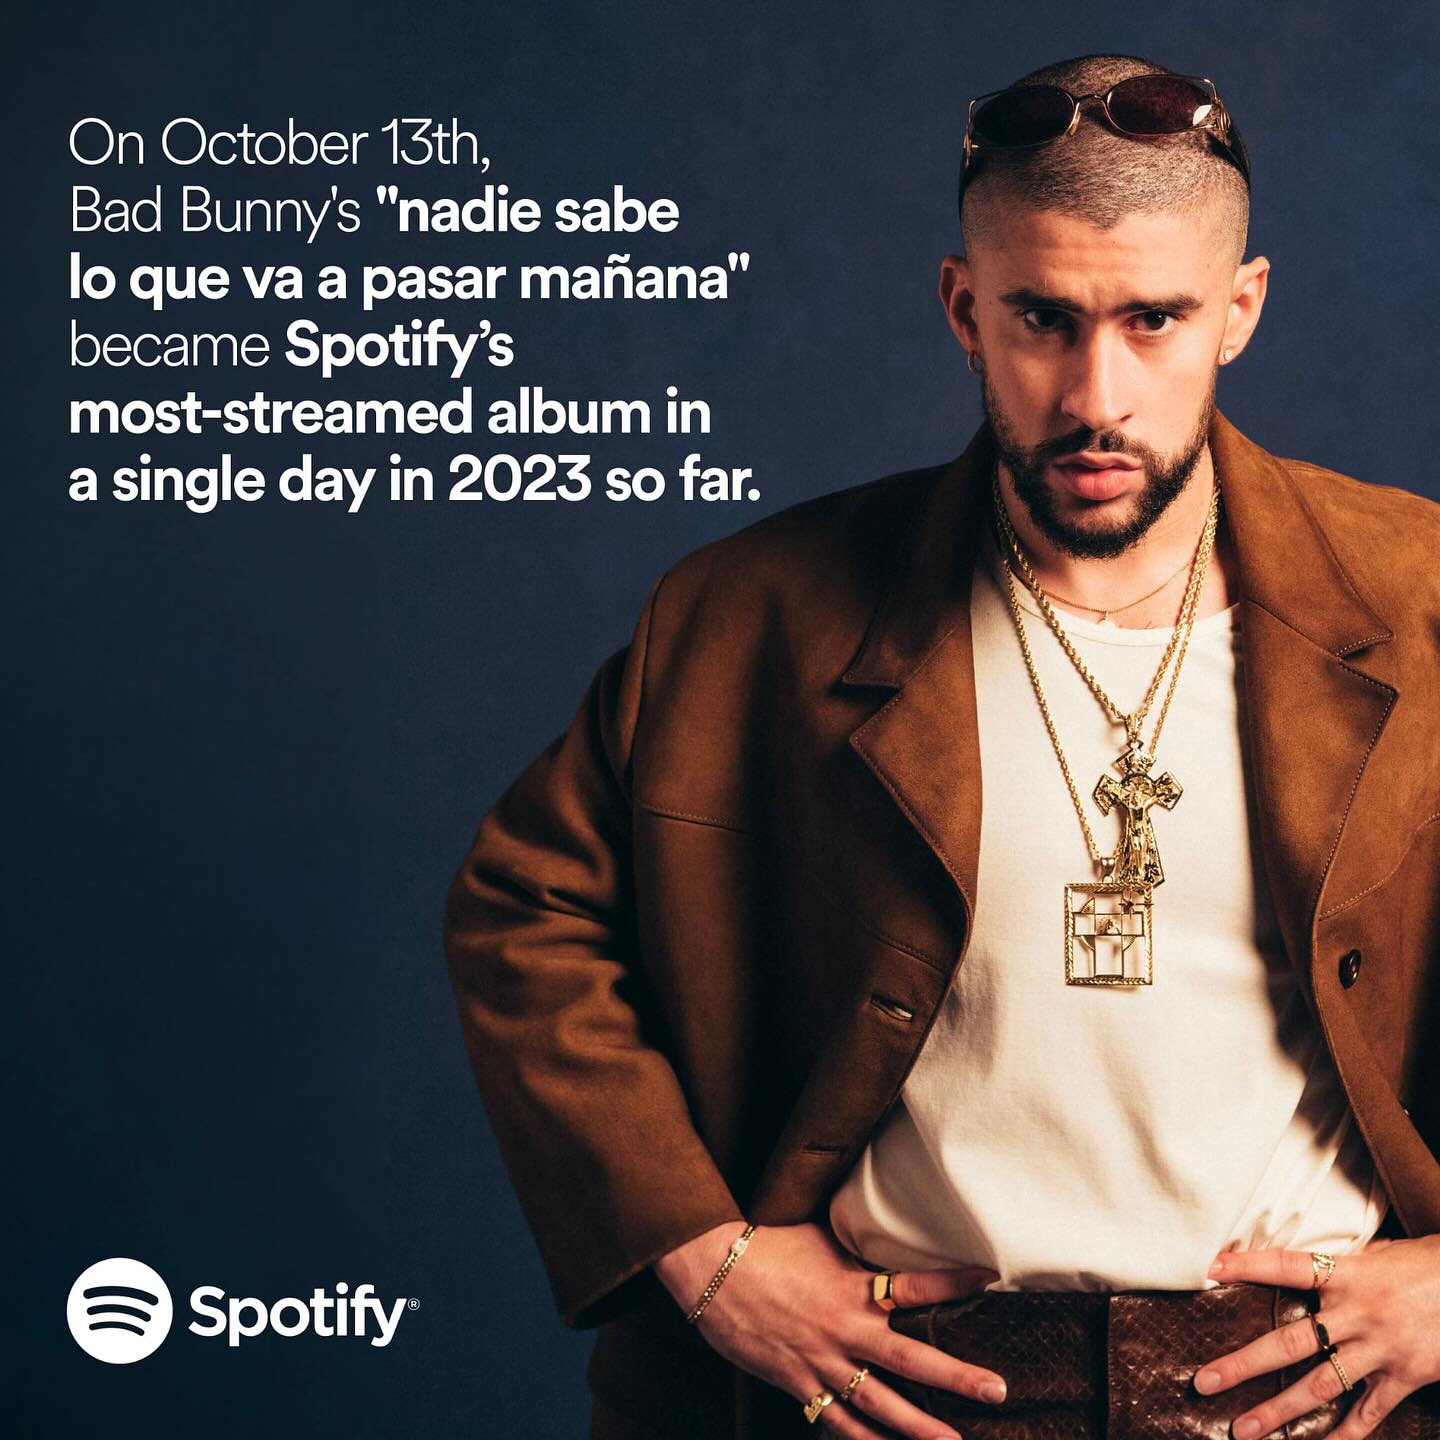 On October 13th,
Bad Bunny's "nadie sabe
lo que va a pasar mañana"
became Spotify’s
most-streamed album in
a single day in 2023 so far.
Spotify®